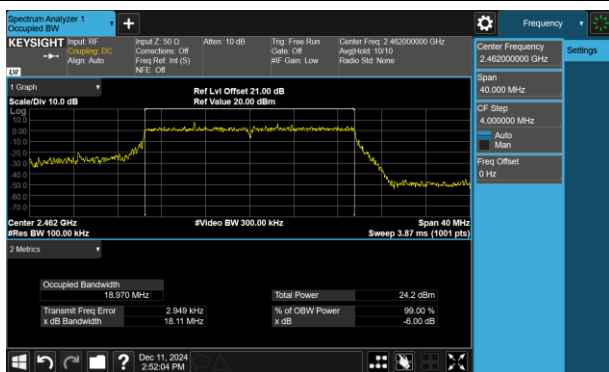 Spectrum Analyzer 1
Occupied BW
Frequency
KEYSIGHT
Input: RF
Coupling: DC
Align: Auto
Input Z: 50 Ω
Corrections: Off
Freq Ref: Int (S)
NFE: Off
Atten: 10 dB
Trig: Free Run
Gate: Off
#IF Gain: Low
Center Freq: 2.462000000 GHz
Avg|Hold: 10/10
Radio Std: None
LXI
Center Frequency
2.462000000 GHz
Settings
Span
40.000 MHz
CF Step
4.000000 MHz
Auto
Man
Freq Offset
0 Hz
1 Graph
Scale/Div 10.0 dB
Ref Lvl Offset 21.00 dB
Ref Value 20.00 dBm
Log
10.0
0.00
-10.0
-20.0
-30.0
-40.0
-50.0
-60.0
-70.0
Center 2.462 GHz
#Video BW 300.00 kHz
Span 40 MHz
#Res BW 100.00 kHz
Sweep 3.87 ms (1001 pts)
2 Metrics
Occupied Bandwidth
18.970 MHz
Total Power
24.2 dBm
Transmit Freq Error
2.949 kHz
% of OBW Power
99.00 %
x dB Bandwidth
18.11 MHz
x dB
-6.00 dB
?
Dec 11, 2024
2:52:04 PM